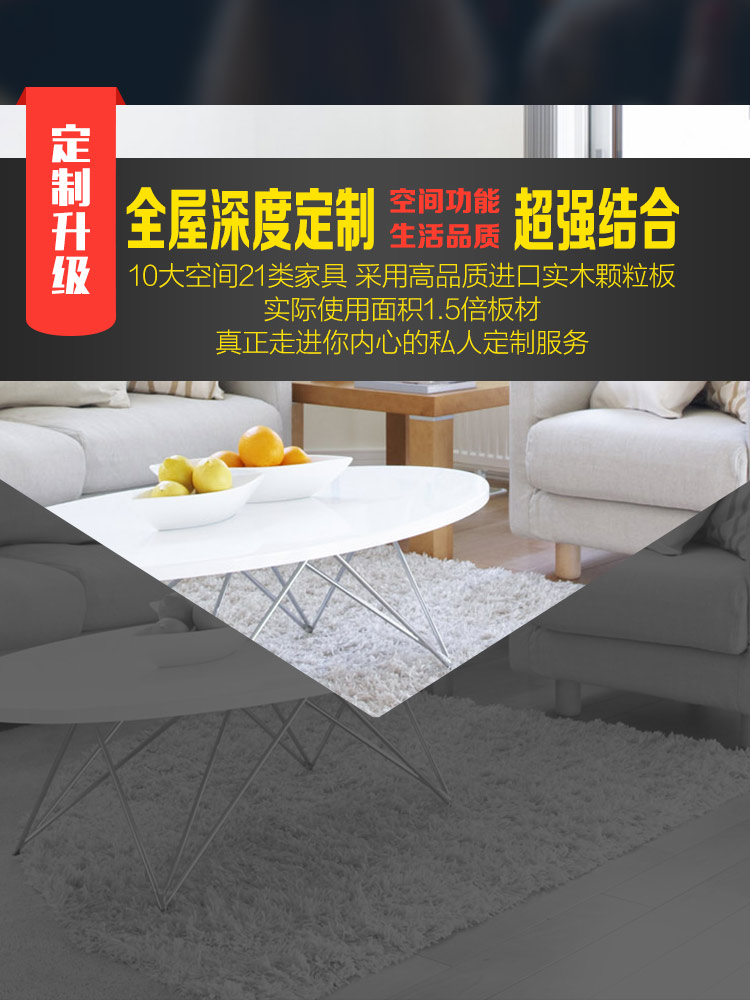 定制升级
全屋深度定制 空间功能 生活品质 超强结合
10大空间21类家具 采用高品质进口实木颗粒板
实际使用面积1.5倍板材
真正走进你内心的私人定制服务